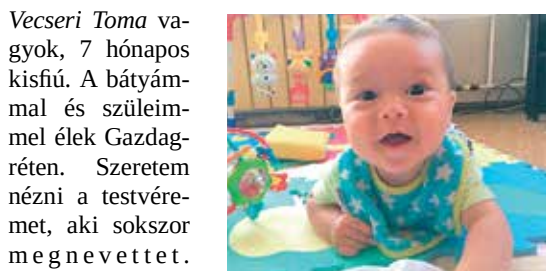 Vecseri Toma va-
gyok, 7 hónapos
kisfiú. A bátyám-
mal és szüleim-
mel élek Gazdag-
réten. Szeretem
nézni a testvére-
met, aki sokszor
megnevettet.